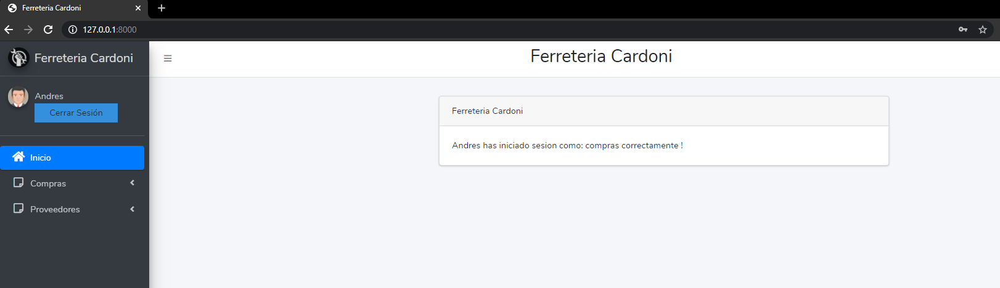 Ferreteria Cardoni
127.0.0.1:8000
Ferreteria Cardoni
Ferreteria Cardoni
Andres
Cerrar Sesión
Inicio
Compras
Proveedores
Ferreteria Cardoni
Andres has iniciado sesion como: compras correctamente !